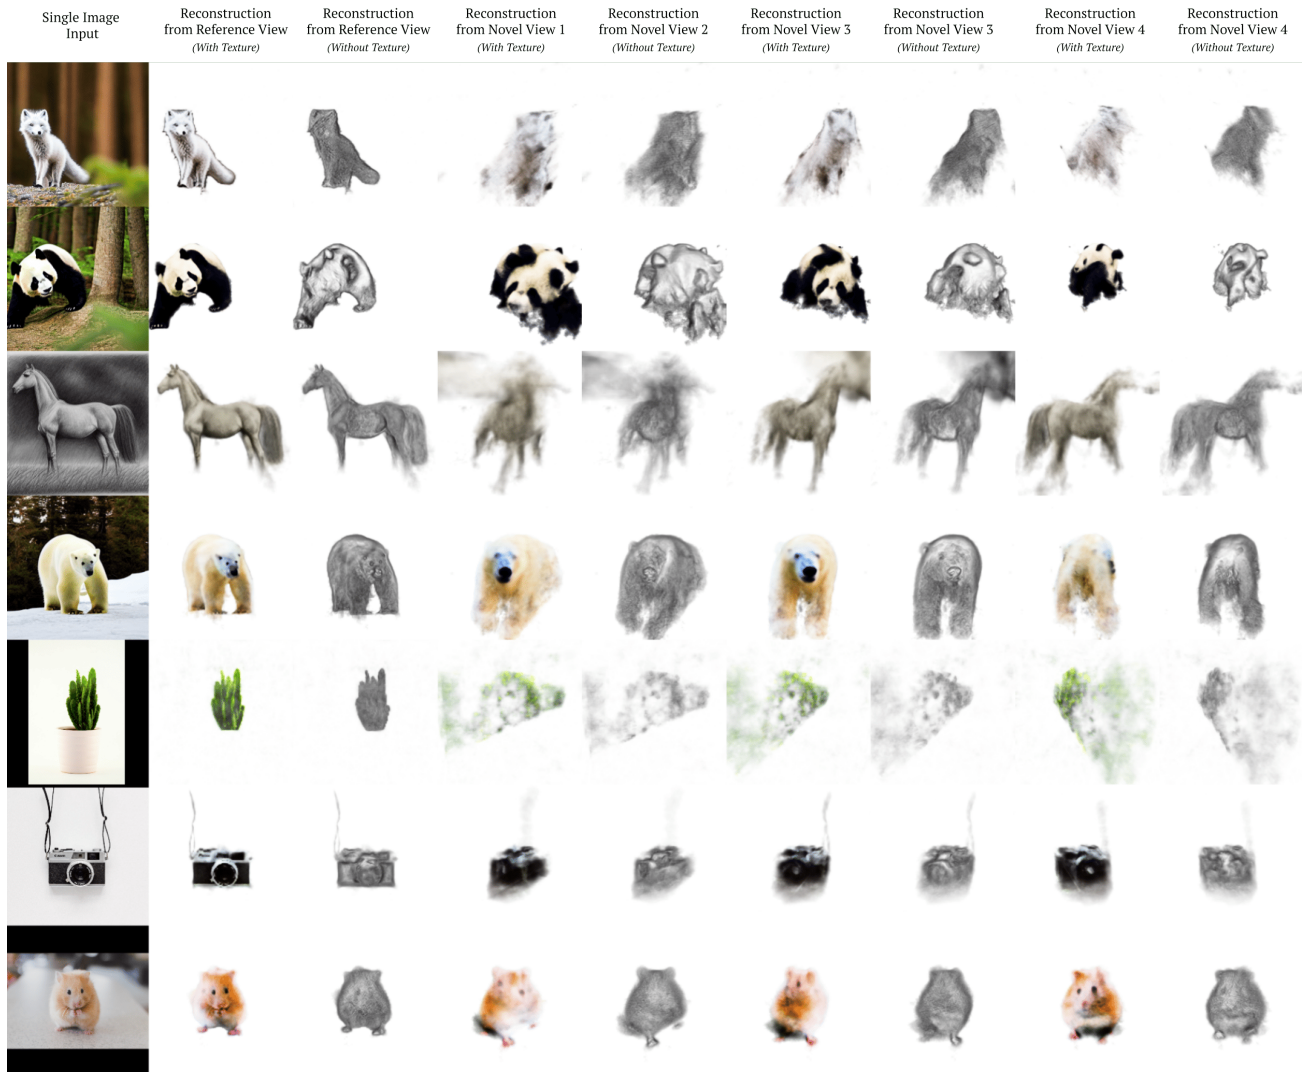 Single Image
Input
Reconstruction
from Reference View
(With Texture)
Reconstruction
from Reference View
(Without Texture)
Reconstruction
from Novel View 1
(With Texture)
Reconstruction
from Novel View 2
(Without Texture)
Reconstruction
from Novel View 3
(With Texture)
Reconstruction
from Novel View 3
(Without Texture)
Reconstruction
from Novel View 4
(With Texture)
Reconstruction
from Novel View 4
(Without Texture)